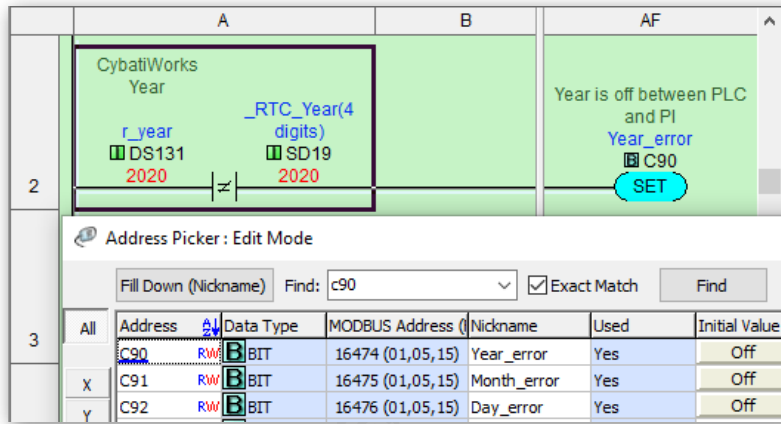 A B AF
CybatiWorks
Year
r_year
DS131
2020
_RTC_Year(4
digits)
SD19
2020
≠
2
Year is off between PLC
and PI
Year_error
C90
SET
Address Picker : Edit Mode
Fill Down (Nickname) Find: c90 Exact Match Find
3
All Address Data Type MODBUS Address ( Nickname Used Initial Value
C90 RW B BIT 16474 (01,05,15) Year_error Yes Off
X C91 RW B BIT 16475 (01,05,15) Month_error Yes Off
Y C92 RW B BIT 16476 (01,05,15) Day_error Yes Off